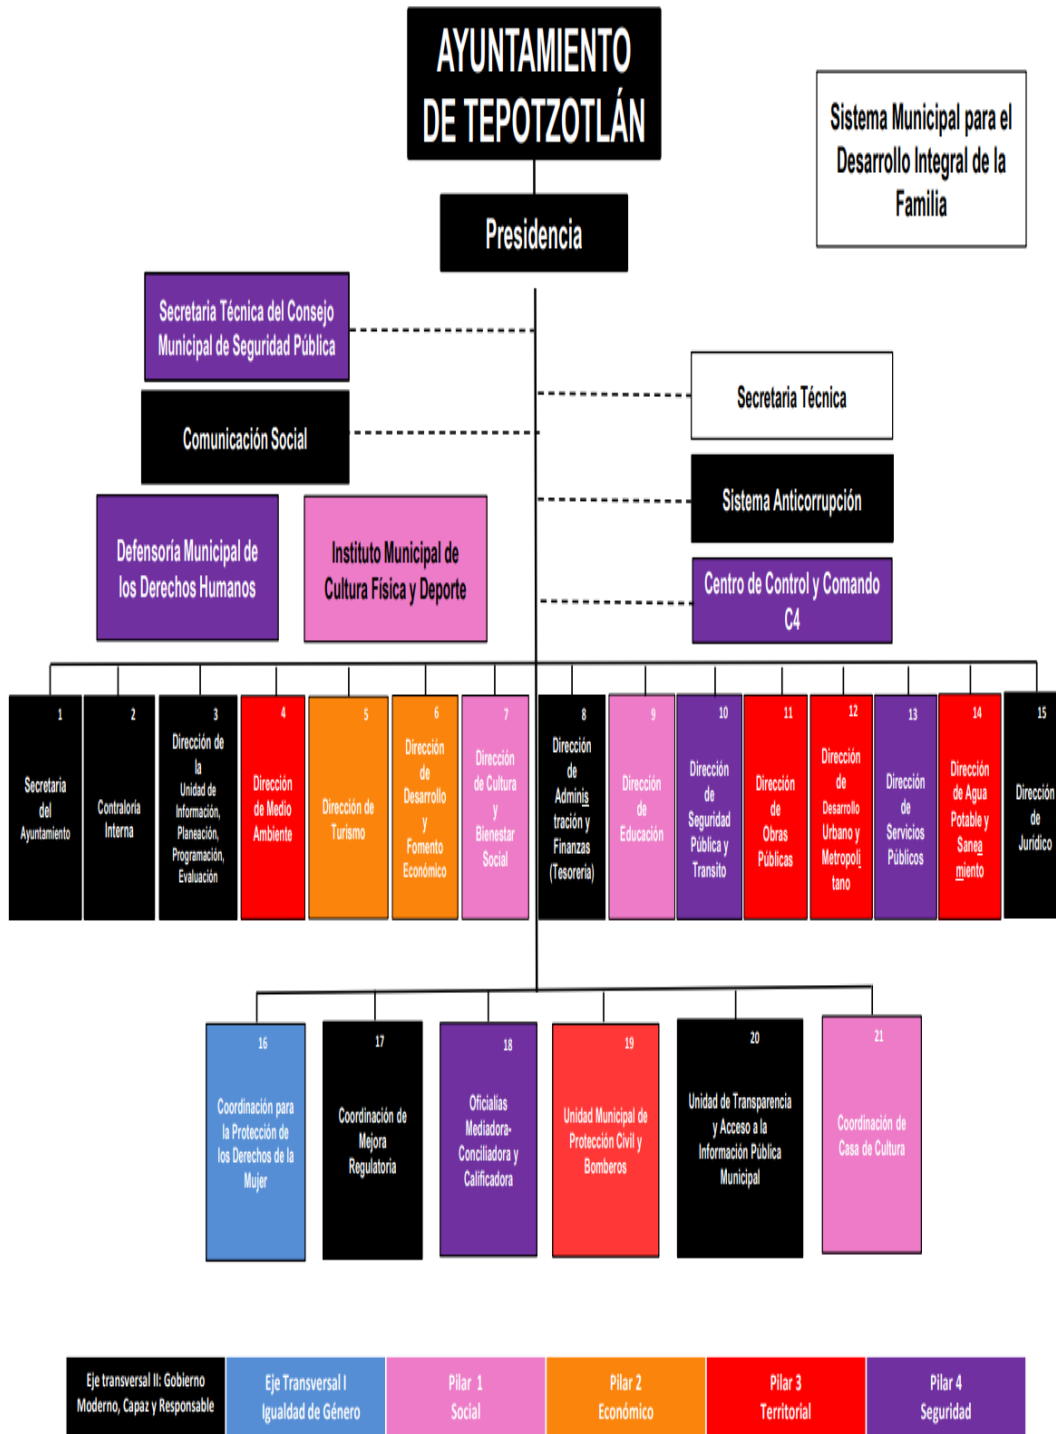 AYUNTAMIENTO
DE TEPOTZOTLÁN
Sistema Municipal para el
Desarrollo Integral de la
Familia
Presidencia
Secretaria Técnica del Consejo
Municipal de Seguridad Pública
Secretaria Técnica
Comunicación Social
Sistema Anticorrupción
Defensoría Municipal de
los Derechos Humanos
Instituto Municipal de
Cultura Física y Deporte
Centro de Control y Comando
C4
1
Secretaria
del
Ayuntamiento
2
Contraloría
Interna
3
Dirección de
la
Unidad de
Información,
Planeación,
Programación,
Evaluación
4
Dirección
de Medio
Ambiente
5
Dirección de
Turismo
6
Dirección
de
Desarrollo
y
Fomento
Económico
7
Dirección
de Cultura
y
Bienestar
Social
8
Dirección
de
Adminis
tración y
Finanzas
(Tesoreria)
9
Dirección
de
Educación
10
Dirección
de
Seguridad
Pública y
Transito
11
Dirección
de
Obras
Públicas
12
Dirección
de
Desarrollo
Urbano y
Metropoli
tano
13
Dirección
de
Servicios
Públicos
14
Dirección
de Agua
Potable y
Sanea
miento
15
Dirección
de
Jurídico
16
Coordinación para
la Protección de
los Derechos de la
Mujer
17
Coordinación de
Mejora
Regulatoria
18
Oficialias
Mediadora-
Conciliadora y
Calificadora
19
Unidad Municipal de
Protección Civil y
Bomberos
20
Unidad de Transparencia
y Acceso a la
Información Pública
Municipal
21
Coordinación de
Casa de Cultura
Eje transversal II: Gobierno
Moderno, Capaz y Responsable
Eje Transversal I
Igualdad de Género
Pilar 1
Social
Pilar 2
Económico
Pilar 3
Territorial
Pilar 4
Seguridad